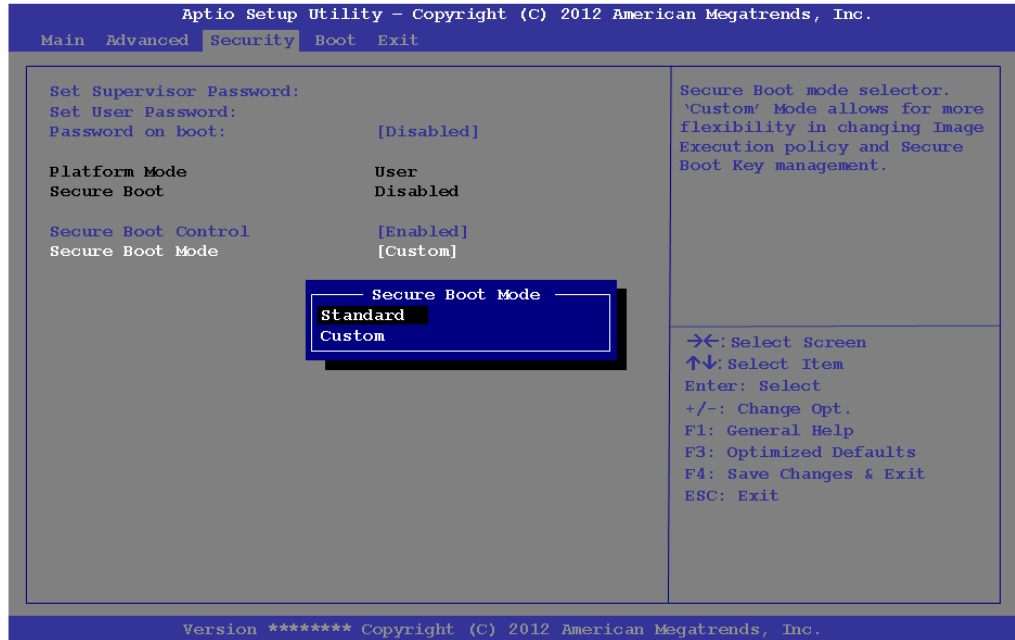 Aptio Setup Utility – Copyright (C) 2012 American Megatrends, Inc.
Main Advanced Security Boot Exit
Set Supervisor Password:
Set User Password:
Password on boot: [Disabled]
Platform Mode User
Secure Boot Disabled
Secure Boot Control [Enabled]
Secure Boot Mode [Custom]
Secure Boot Mode
Standard
Custom
Secure Boot mode selector.
‘Custom’ Mode allows for more
flexibility in changing Image
Execution policy and Secure
Boot Key management.
→←:Select Screen
↑↓:Select Item
Enter: Select
+/-: Change Opt.
F1: General Help
F3: Optimized Defaults
F4: Save Changes & Exit
ESC: Exit
Version ******** Copyright (C) 2012 American Megatrends, Inc.